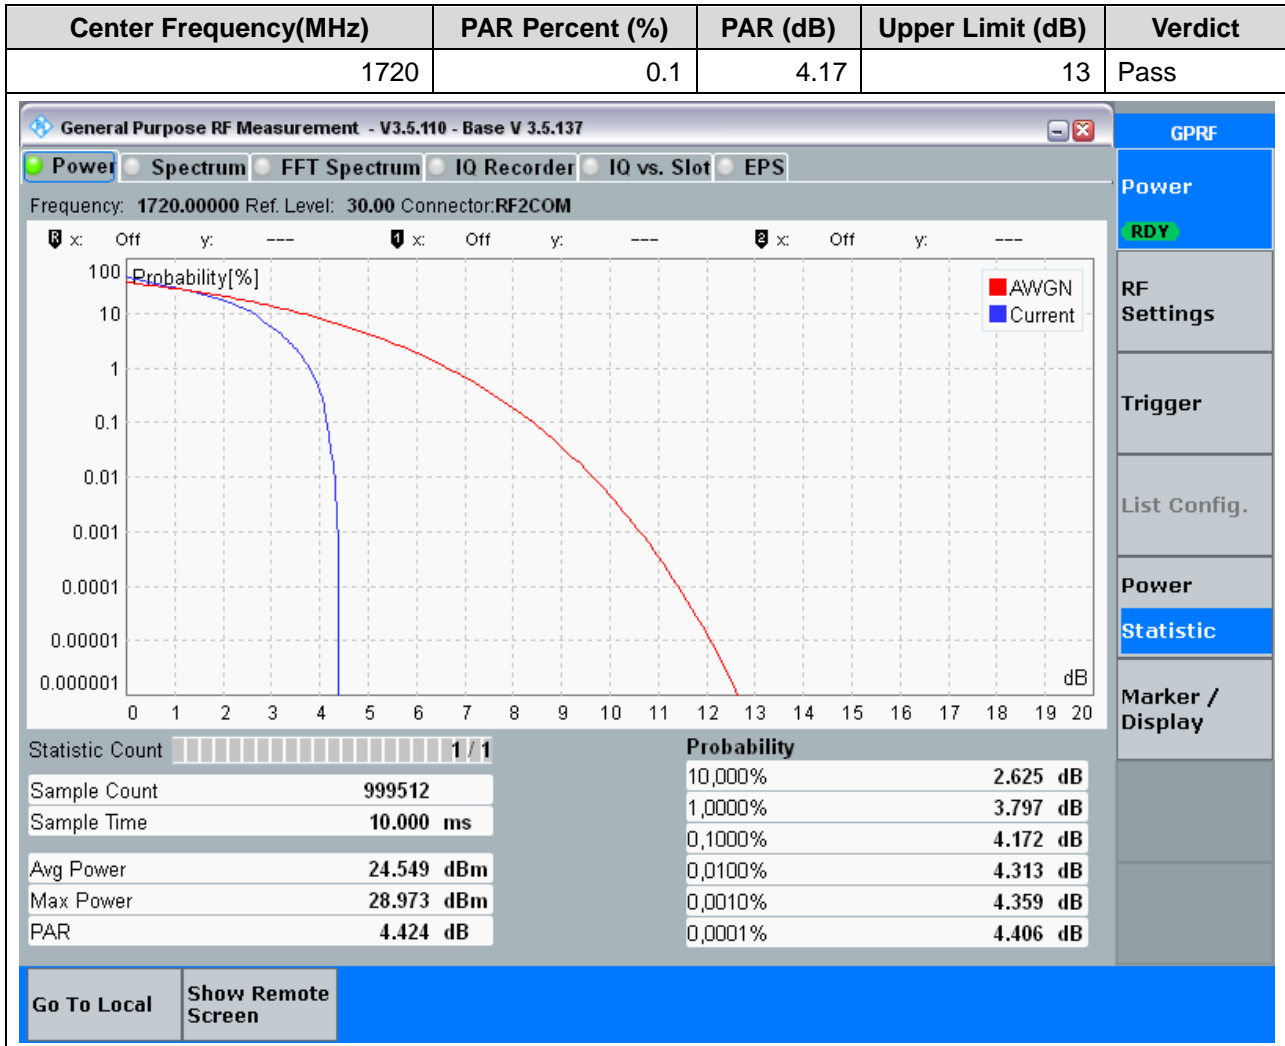 Center Frequency(MHz) PAR Percent (%) PAR (dB) Upper Limit (dB) Verdict
1720 0.1 4.17 13 Pass
General Purpose RF Measurement - V3.5.110 - Base V 3.5.137
GPRF
Power Spectrum FFT Spectrum IQ Recorder IQ vs. Slot EPS
Frequency: 1720.00000 Ref. Level: 30.00 Connector:RF2COM
R x: Off y: --- 1 x: Off y: --- 2 x: Off y: ---
Probability[%]
AWGN
Current
100
10
1
0.1
0.01
0.001
0.0001
0.00001
0.000001
dB
0 1 2 3 4 5 6 7 8 9 10 11 12 13 14 15 16 17 18 19 20
Statistic Count 1 / 1
Sample Count 999512
Sample Time 10.000 ms
Avg Power 24.549 dBm
Max Power 28.973 dBm
PAR 4.424 dB
Probability
10,000% 2.625 dB
1,0000% 3.797 dB
0,1000% 4.172 dB
0,0100% 4.313 dB
0,0010% 4.359 dB
0,0001% 4.406 dB
Power
RDY
RF
Settings
Trigger
List Config.
Power
Statistic
Marker /
Display
Go To Local
Show Remote
Screen